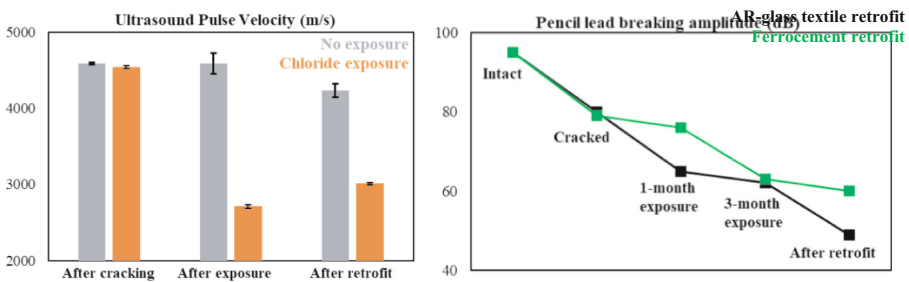 Ultrasound Pulse Velocity (m/s)
5000
4000
3000
2000
No exposure
Chloride exposure
After cracking
After exposure
After retrofit
Pencil lead breaking amplitude (dB)
AR-glass textile retrofit
Ferrocement retrofit
100
80
60
40
Intact
Cracked
1-month
exposure
3-month
exposure
After retrofit